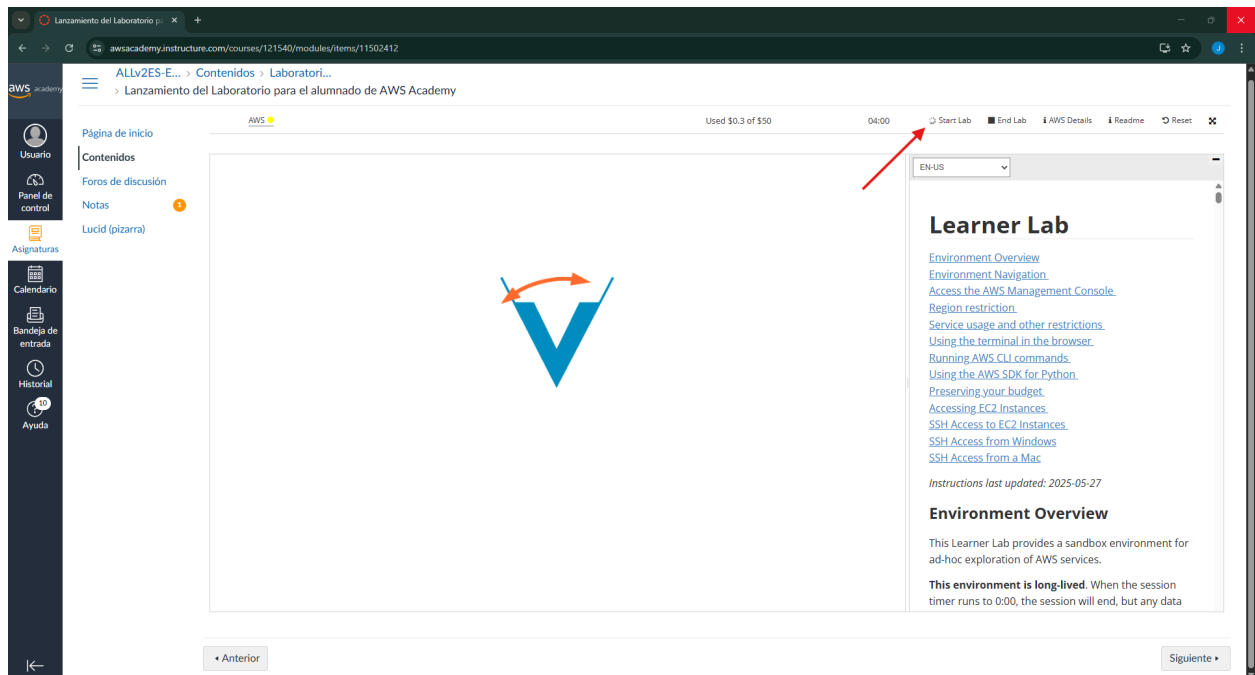 Lanzamiento del Laboratorio pa
awsacademy.instructure.com/courses/121540/modules/items/11502412
J
aws academy
Usuario
Panel de
control
Asignaturas
Calendario
Bandeja de
entrada
Historial
10
Ayuda
ALLv2ES-E... > Contenidos > Laboratori...
> Lanzamiento del Laboratorio para el alumnado de AWS Academy
Página de inicio
Contenidos
Foros de discusión
Notas 1
Lucid (pizarra)
AWS Used $0.3 of $50 04:00 Start Lab End Lab AWS Details Readme Reset
EN-US
Learner Lab
Environment Overview
Environment Navigation
Access the AWS Management Console
Region restriction
Service usage and other restrictions
Using the terminal in the browser
Running AWS CLI commands
Using the AWS SDK for Python
Preserving your budget
Accessing EC2 Instances
SSH Access to EC2 Instances
SSH Access from Windows
SSH Access from a Mac
Instructions last updated: 2025-05-27
Environment Overview
This Learner Lab provides a sandbox environment for
ad-hoc exploration of AWS services.
This environment is long-lived. When the session
timer runs to 0:00, the session will end, but any data
Anterior
Siguiente